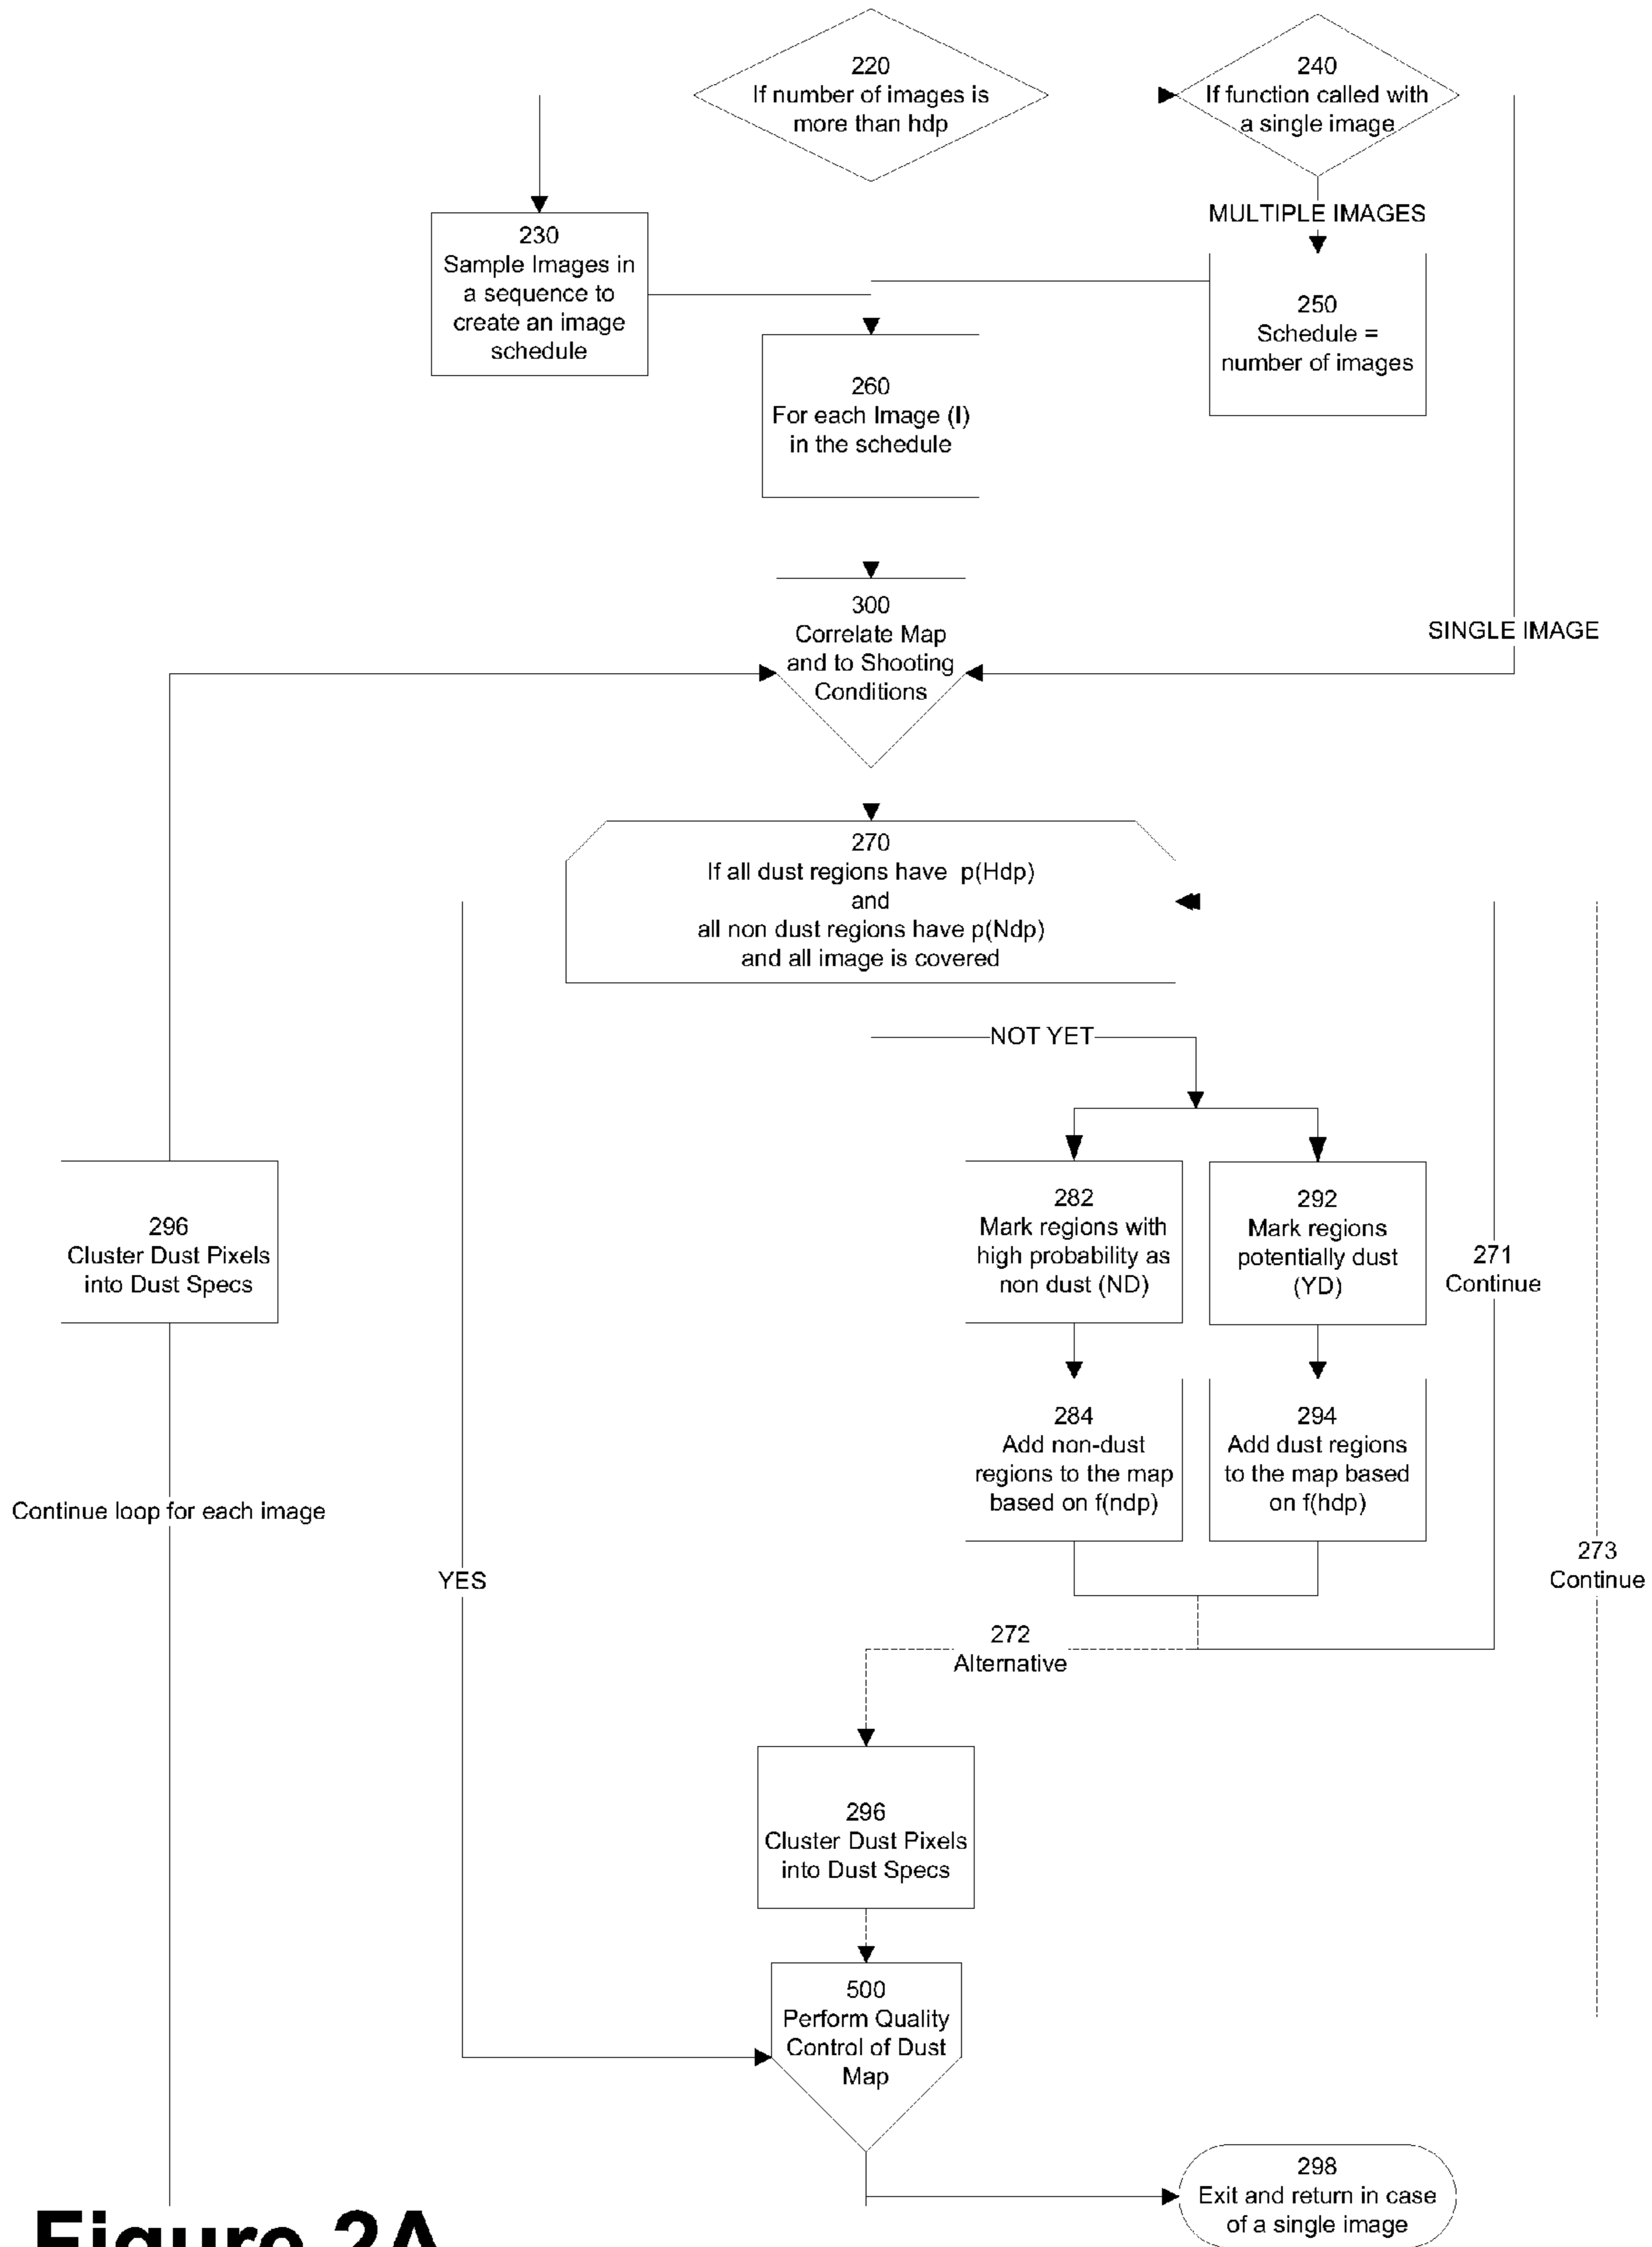 220
If number of images is
more than hdp
240
If function called with
a single image
MULTIPLE IMAGES
230
Sample Images in
a sequence to
create an image
schedule
250
Schedule =
number of images
260
For each Image (I)
in the schedule
300
Correlate Map
and to Shooting
Conditions
SINGLE IMAGE
270
If all dust regions have p(Hdp)
and
all non dust regions have p(Ndp)
and all image is covered
NOT YET
296
Cluster Dust Pixels
into Dust Specs
282
Mark regions with
high probability as
non dust (ND)
292
Mark regions
potentially dust
(YD)
271
Continue
284
Add non-dust
regions to the map
based on f(ndp)
294
Add dust regions
to the map based
on f(hdp)
Continue loop for each image
YES
273
Continue
272
Alternative
296
Cluster Dust Pixels
into Dust Specs
500
Perform Quality
Control of Dust
Map
298
Exit and return in case
of a single image
Figure 2A